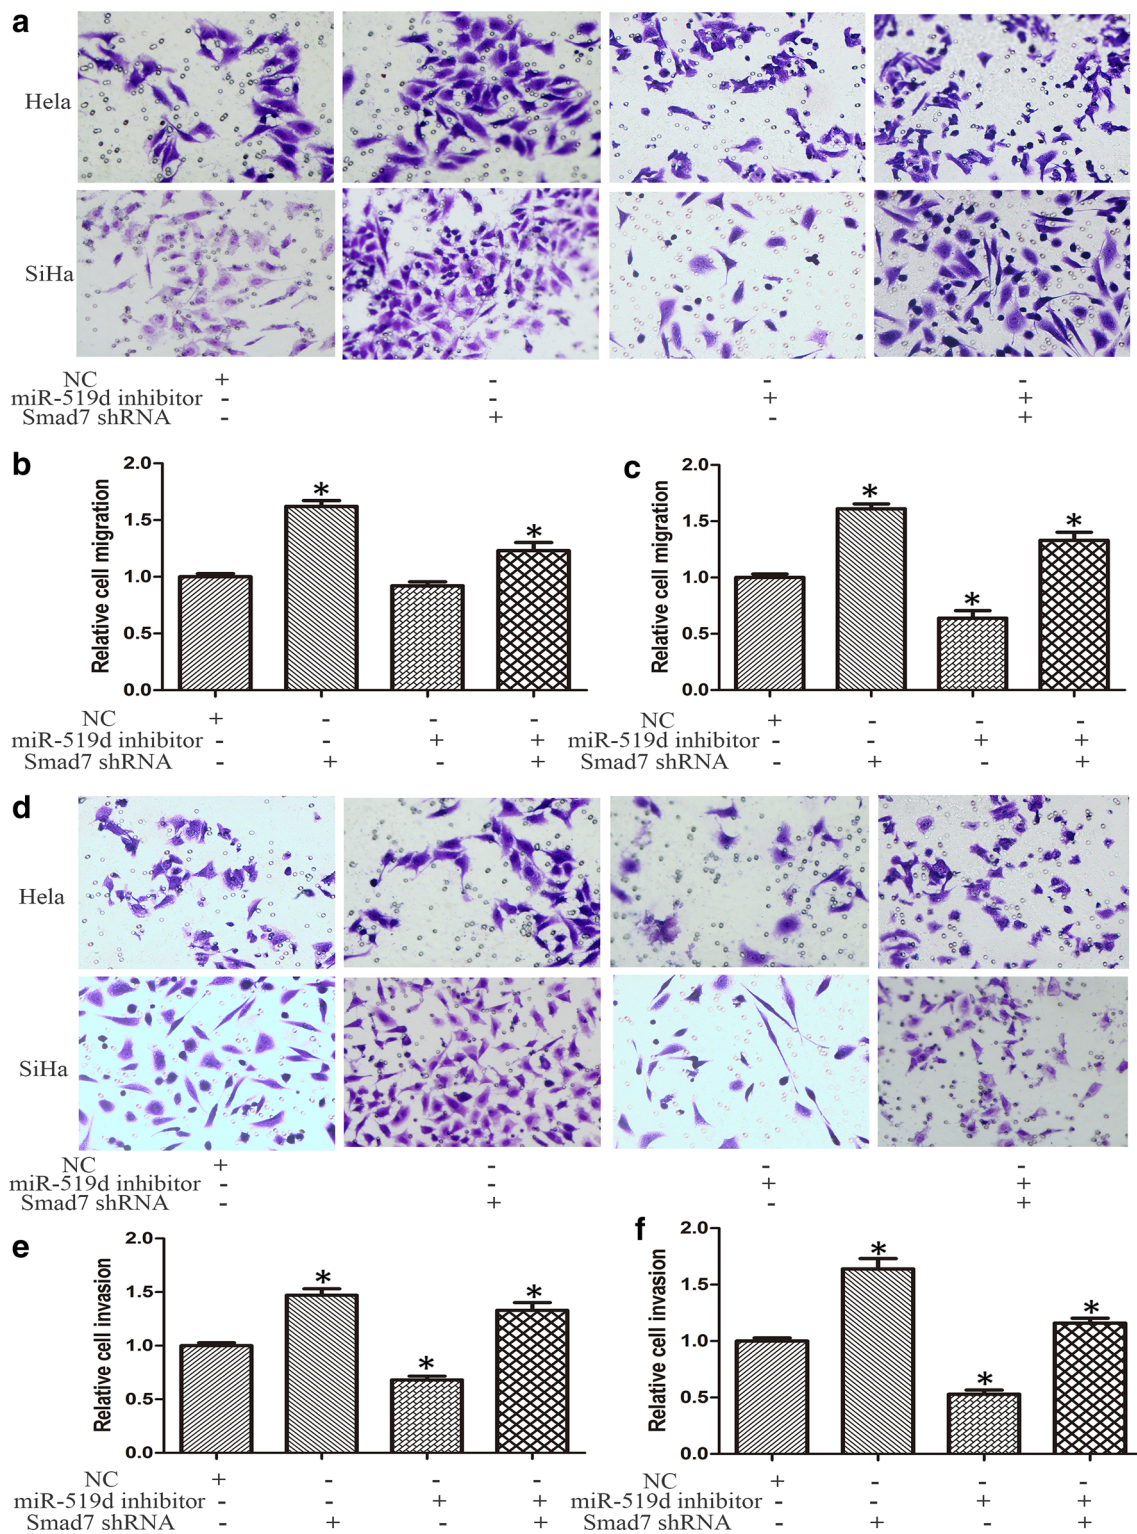 a
Hela
SiHa
NC + - - -
miR-519d inhibitor - - + +
Smad7 shRNA - + - +
b
Relative cell migration
2.0
*
1.5
*
1.0
0.5
0.0
NC + - - -
miR-519d inhibitor - - + +
Smad7 shRNA - + - +
c
Relative cell migration
2.0
*
1.5
*
1.0
*
0.5
0.0
NC + - - -
miR-519d inhibitor - - + +
Smad7 shRNA - + - +
d
Hela
SiHa
NC + - - -
miR-519d inhibitor - - + +
Smad7 shRNA - + - +
e
Relative cell invasion
2.0
*
*
1.5
1.0
*
0.5
0.0
NC + - - -
miR-519d inhibitor - - + +
Smad7 shRNA - + - +
f
Relative cell invasion
2.0
*
1.5
*
1.0
*
0.5
0.0
NC + - - -
miR-519d inhibitor - - + +
Smad7 shRNA - + - +